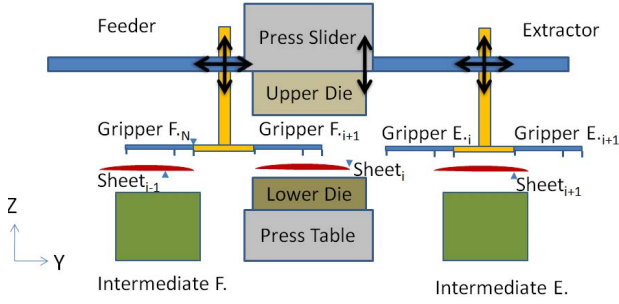 Feeder
Press Slider
Extractor
Upper Die
Gripper F.N
Gripper F.i+1
Gripper E.i
Gripper E.i+1
Sheeti-1
Sheeti
Sheeti+1
Lower Die
Press Table
Z
Y
Intermediate F.
Intermediate E.